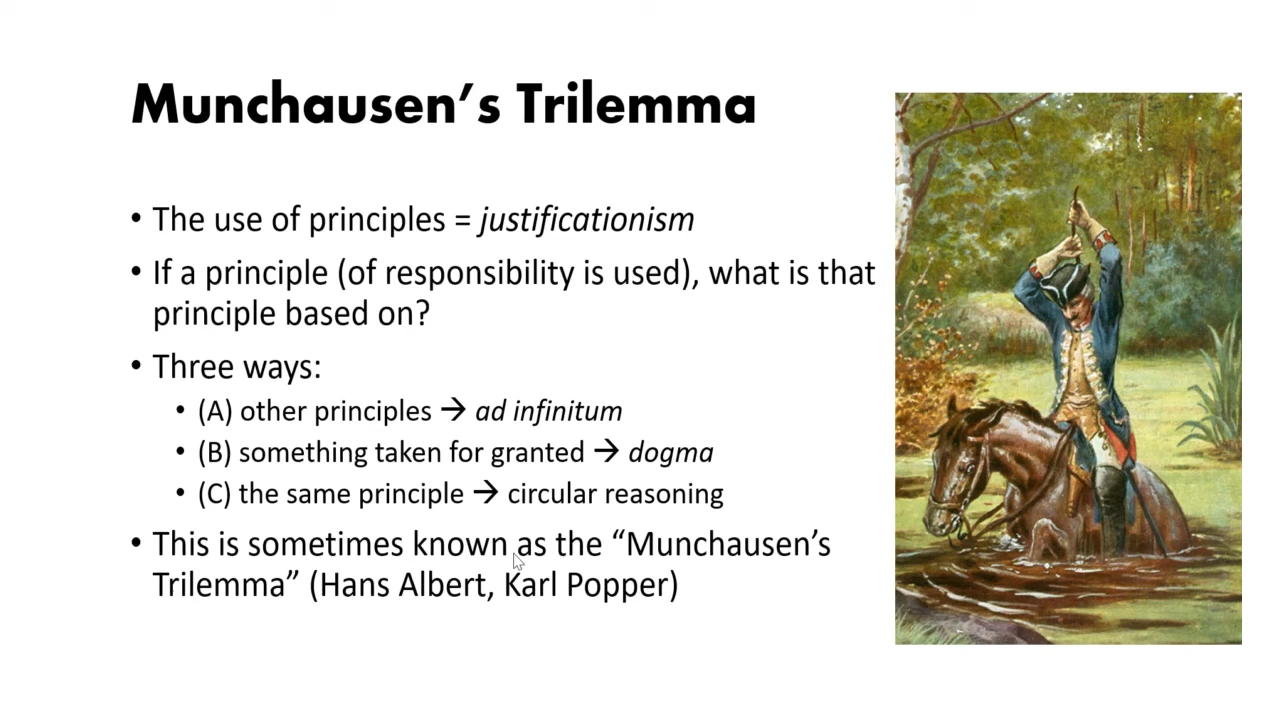 Munchausen’s Trilemma
• The use of principles = justificationism
• If a principle (of responsibility is used), what is that
principle based on?
• Three ways:
• (A) other principles → ad infinitum
• (B) something taken for granted → dogma
• (C) the same principle → circular reasoning
• This is sometimes known as the “Munchausen’s
Trilemma” (Hans Albert, Karl Popper)